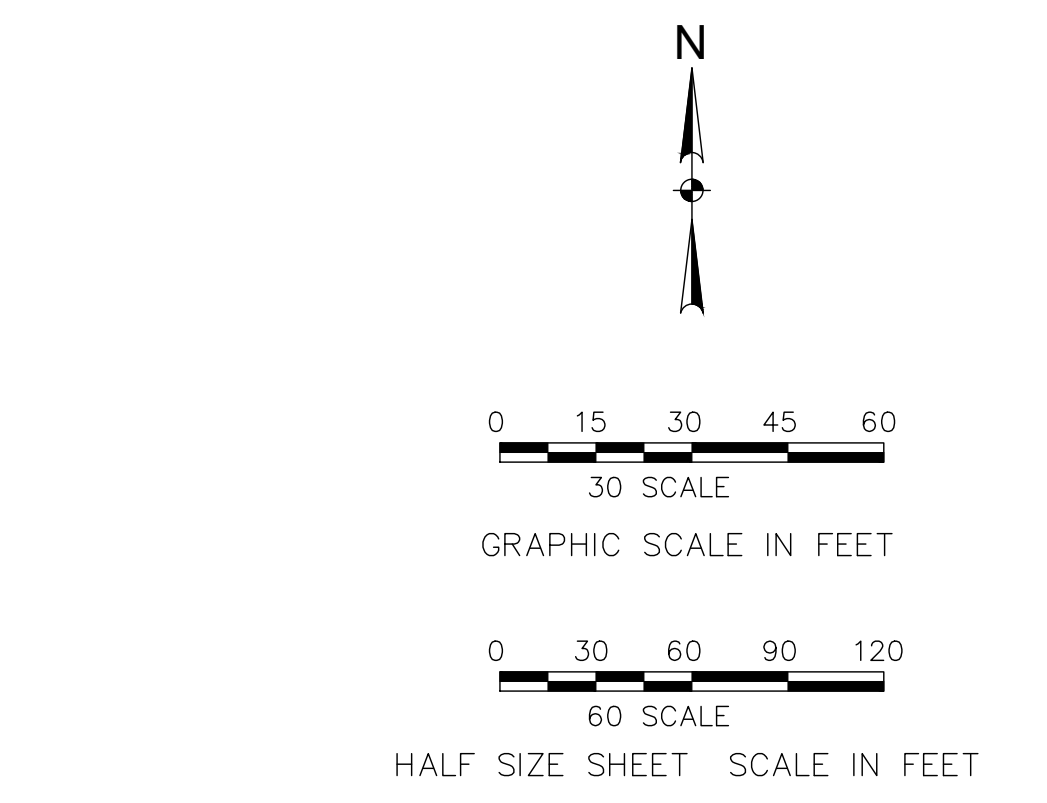 N
0 15 30 45 60
30 SCALE
GRAPHIC SCALE IN FEET
0 30 60 90 120
60 SCALE
HALF SIZE SHEET SCALE IN FEET